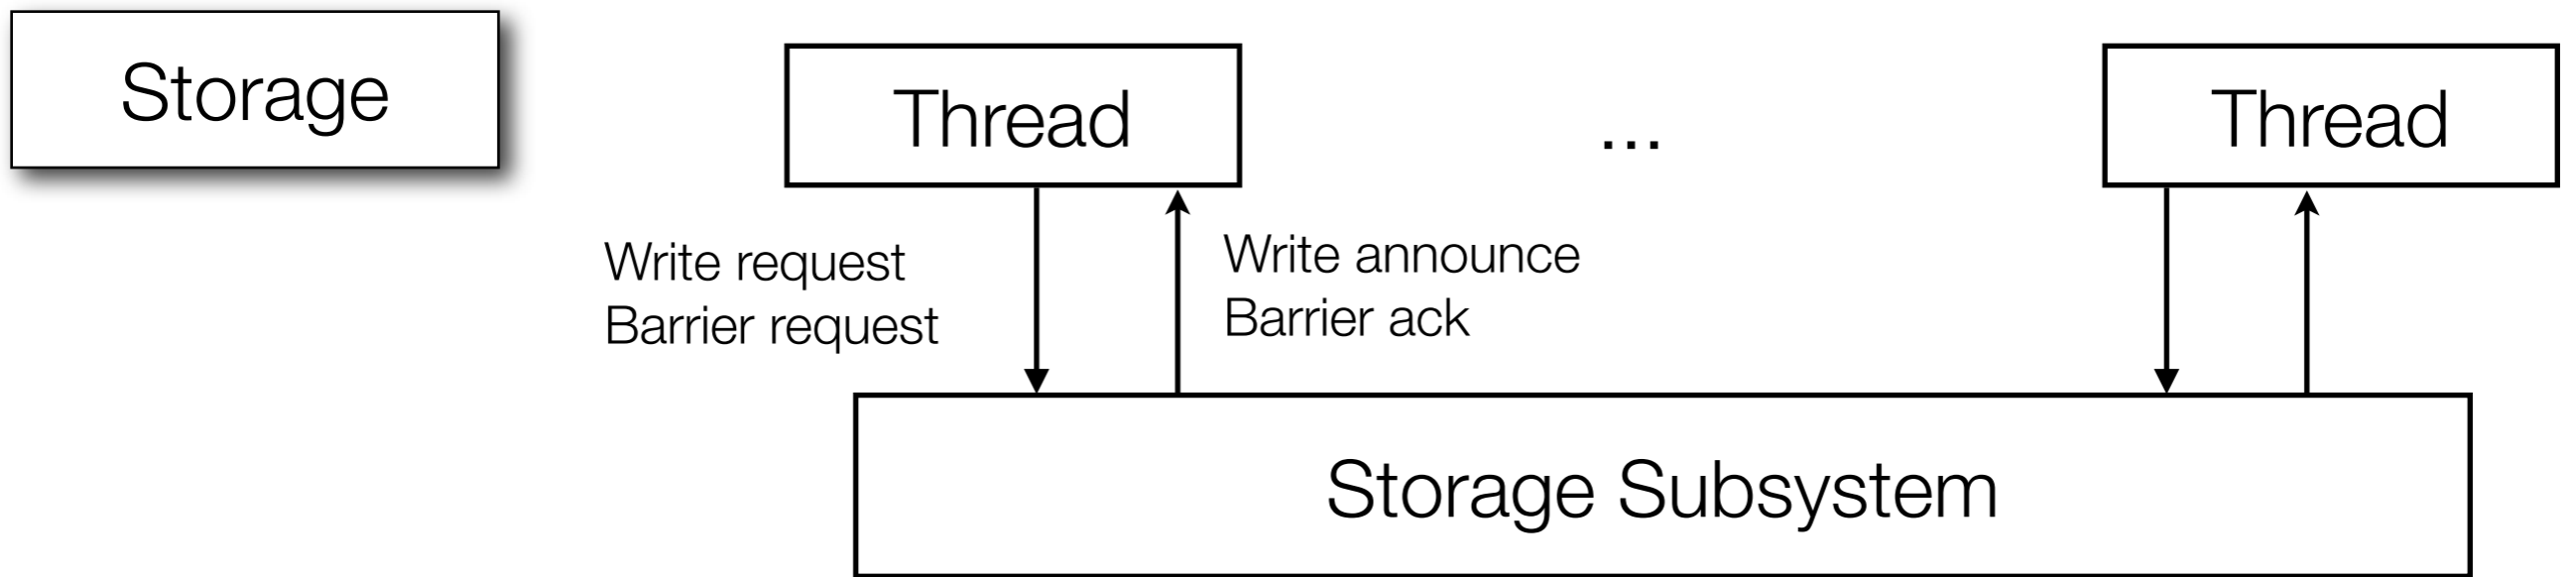 Storage
Thread
...
Thread
Write request
Barrier request
Write announce
Barrier ack
Storage Subsystem